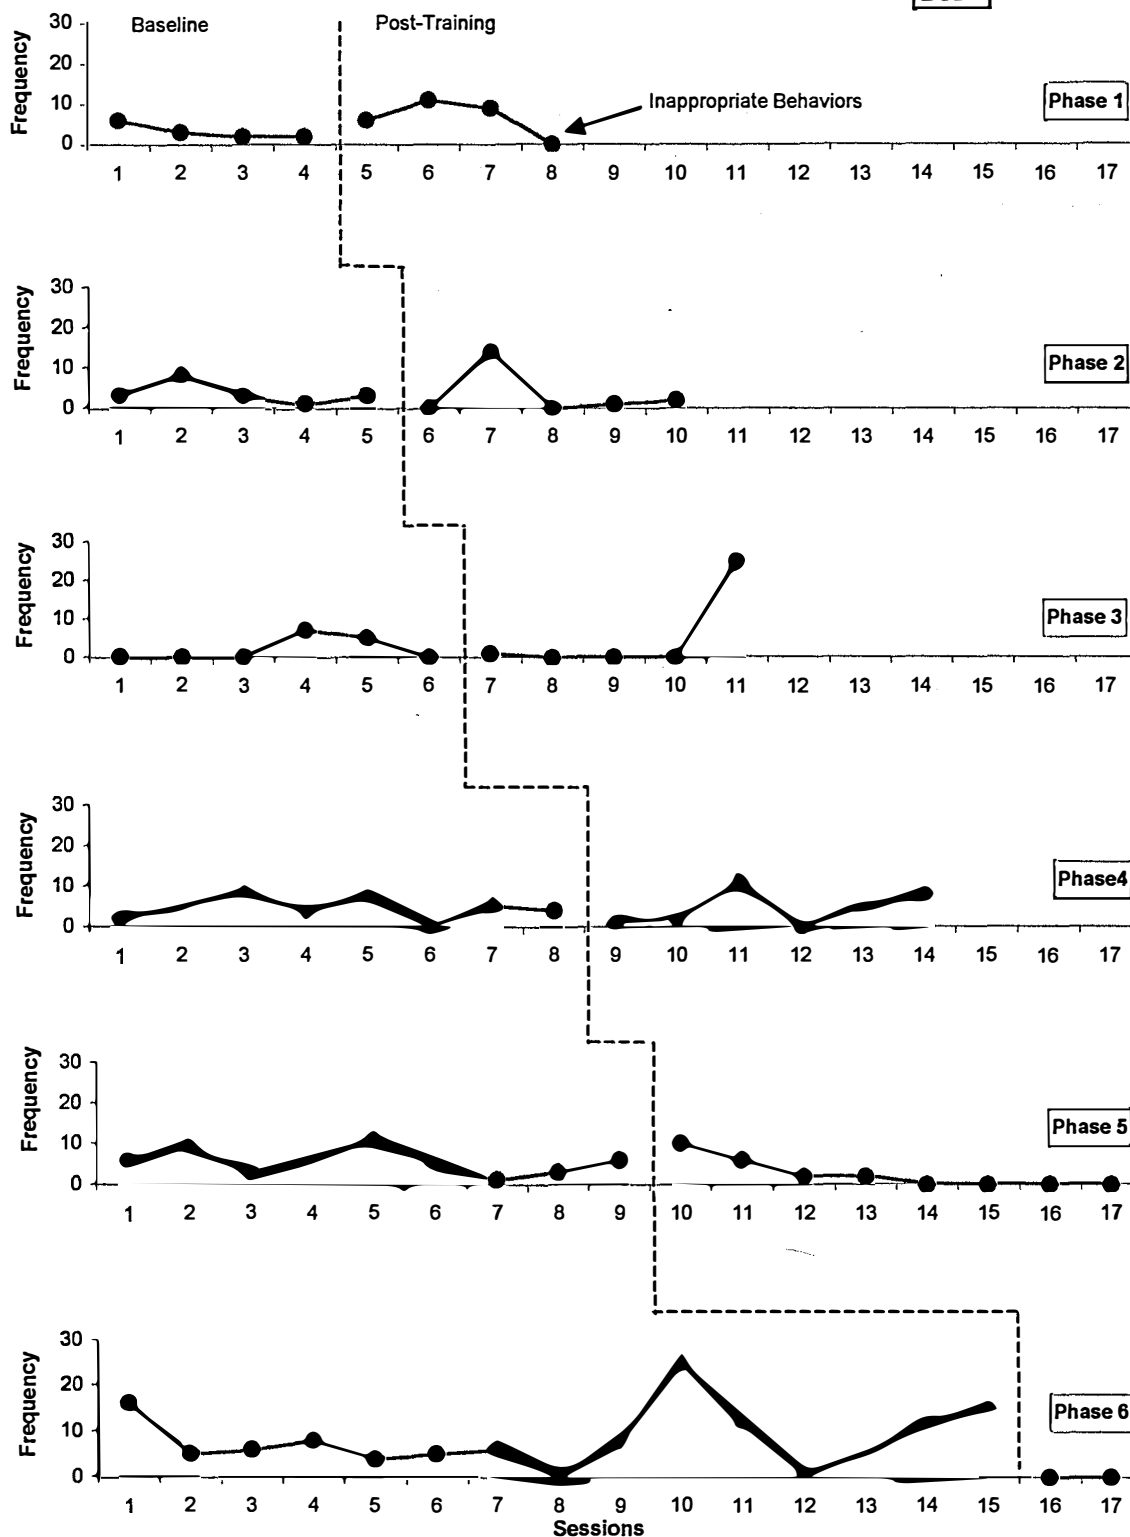 Baseline Post-Training
Frequency
30
20
10
0
Inappropriate Behaviors
Phase 1
1 2 3 4 5 6 7 8 9 10 11 12 13 14 15 16 17
Frequency
30
20
10
0
Phase 2
1 2 3 4 5 6 7 8 9 10 11 12 13 14 15 16 17
Frequency
30
20
10
0
Phase 3
1 2 3 4 5 6 7 8 9 10 11 12 13 14 15 16 17
Frequency
30
20
10
0
Phase4
1 2 3 4 5 6 7 8 9 10 11 12 13 14 15 16 17
Frequency
30
20
10
0
Phase 5
1 2 3 4 5 6 7 8 9 10 11 12 13 14 15 16 17
Frequency
30
20
10
0
Phase 6
1 2 3 4 5 6 7 8 9 10 11 12 13 14 15 16 17
Sessions